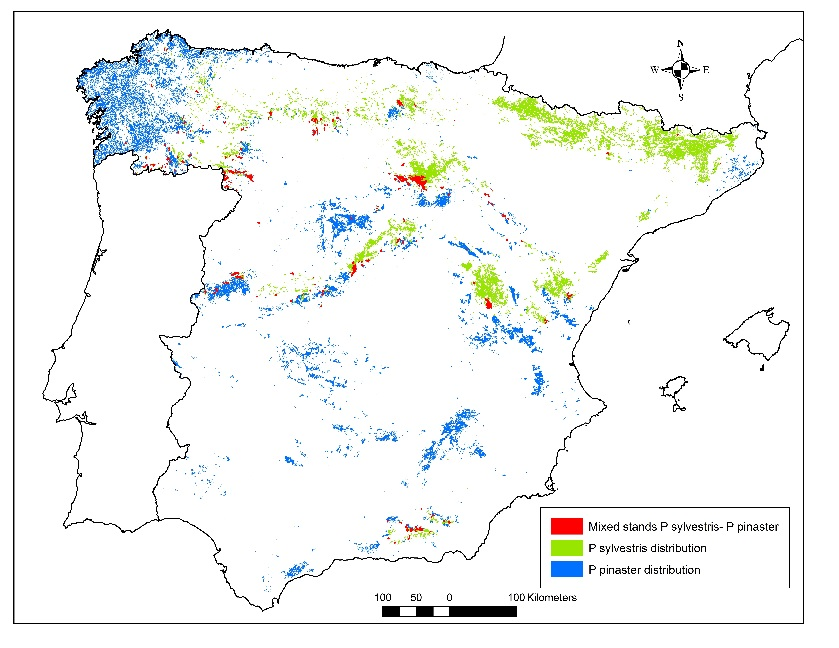 N
W E
S
Mixed stands P sylvestris- P pinaster
P sylvestris distribution
P pinaster distribution
100 50 0 100 Kilometers